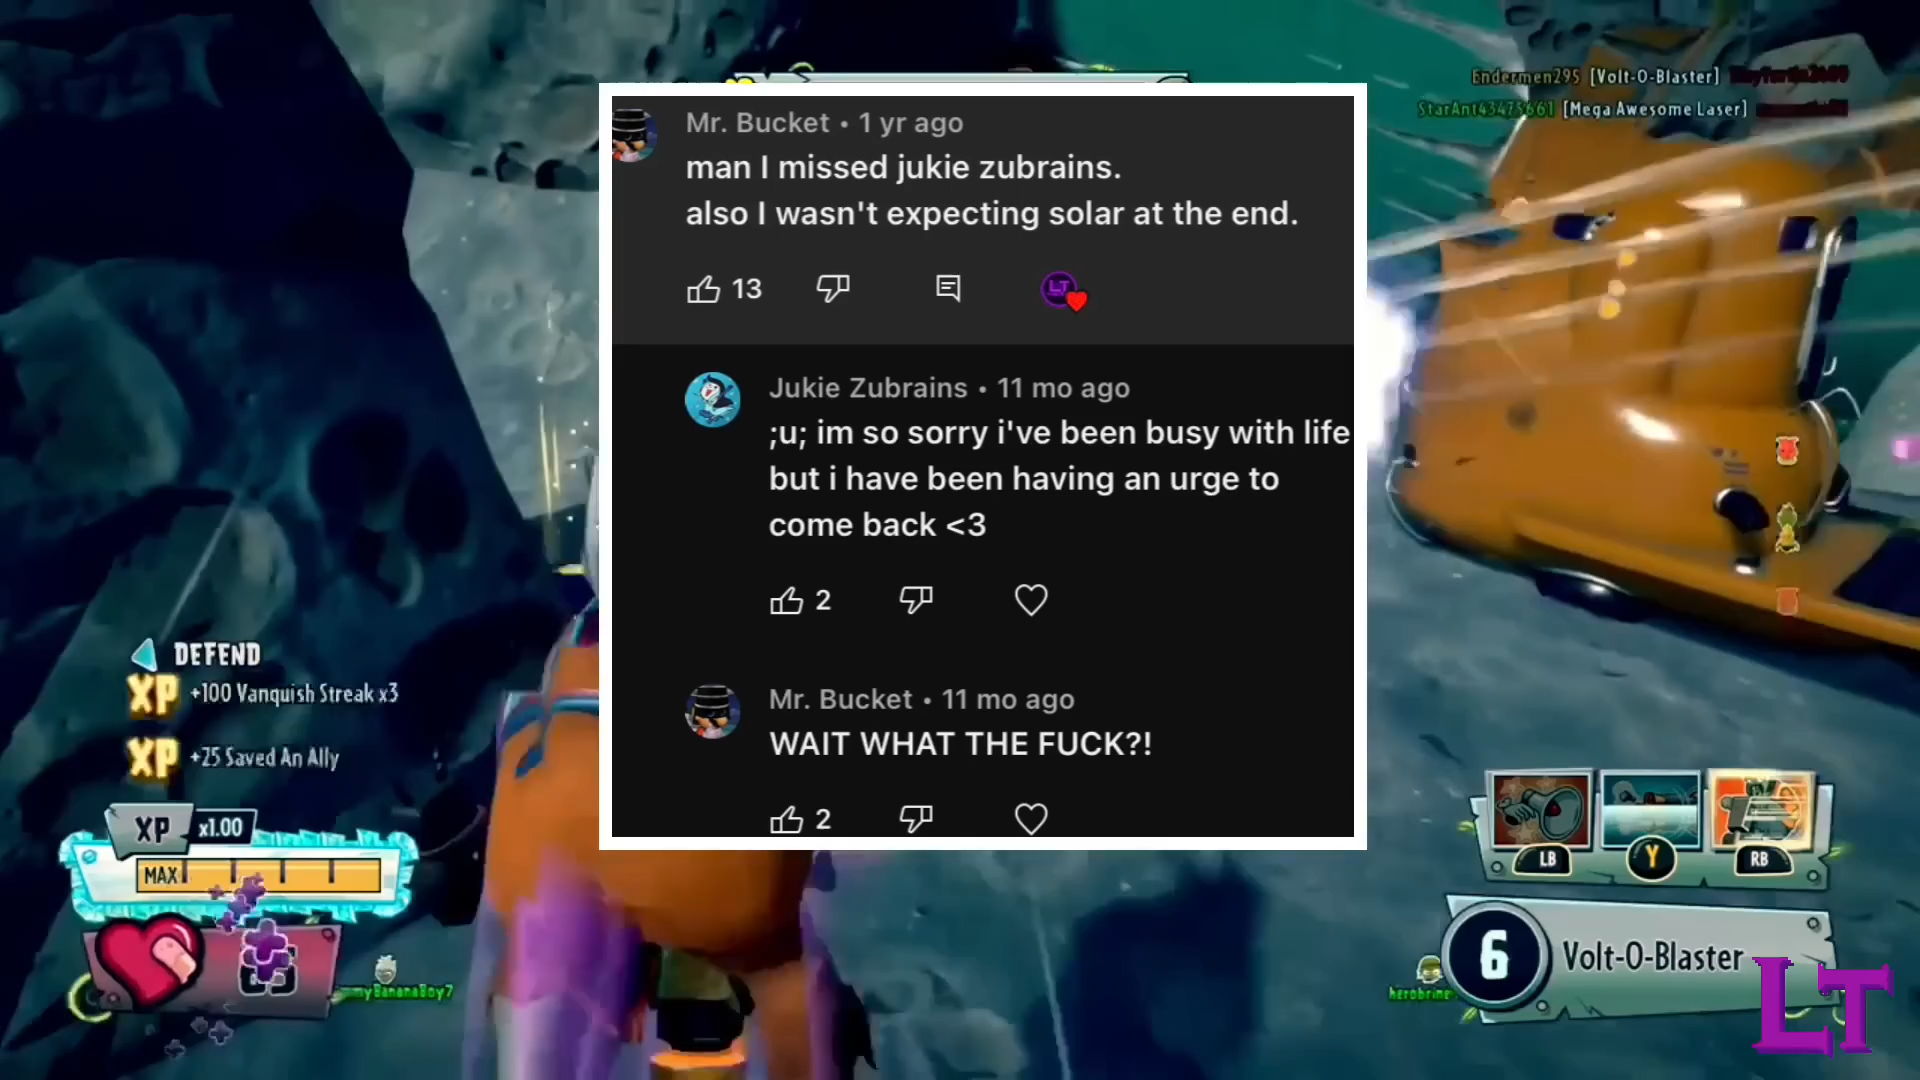 Endermen295 [Volt-O-Blaster]
StarAnt43475661 [Mega Awesome Laser]
Mr. Bucket • 1 yr ago
man I missed jukie zubrains.
also I wasn't expecting solar at the end.
13
LT
Jukie Zubrains • 11 mo ago
;u; im so sorry i've been busy with life
but i have been having an urge to
come back <3
2
Mr. Bucket • 11 mo ago
WAIT WHAT THE FUCK?!
2
DEFEND
XP +100 Vanquish Streak x3
XP +25 Saved An Ally
XP x1.00
MAX
myBananaBoy7
LB Y RB
6 Volt-O-Blaster
herobrine
LT